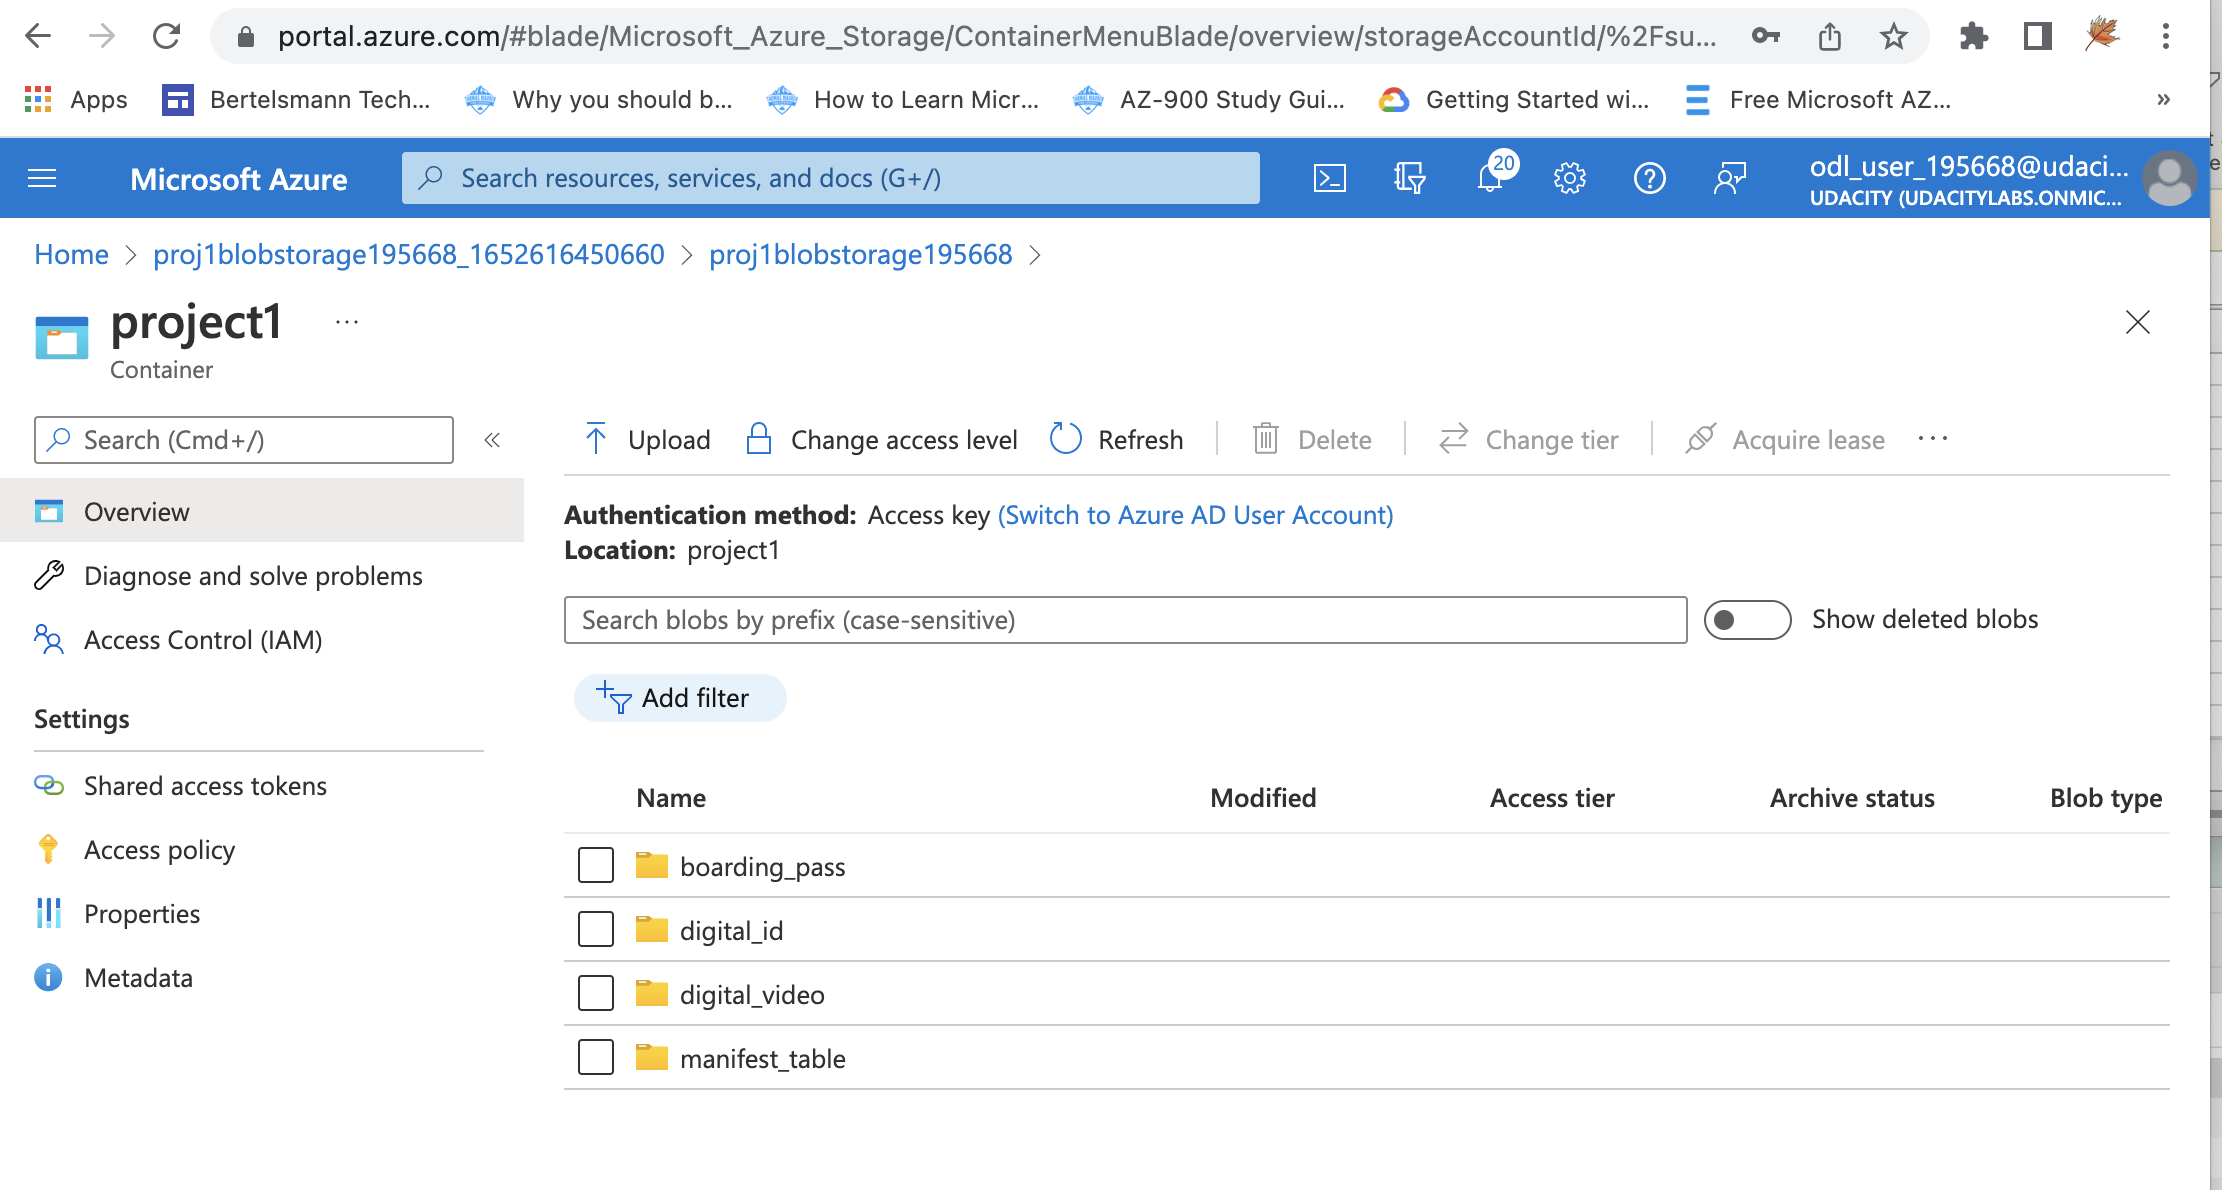 portal.azure.com/#blade/Microsoft_Azure_Storage/ContainerMenuBlade/overview/storageAccountId/%2Fsu...
Apps
Bertelsmann Tech...
Why you should b...
How to Learn Micr...
AZ-900 Study Gui...
Getting Started wi...
Free Microsoft AZ...
»
Microsoft Azure
Search resources, services, and docs (G+/)
20
odl_user_195668@udaci...
UDACITY (UDACITYLABS.ONMIC...
Home > proj1blobstorage195668_1652616450660 > proj1blobstorage195668 >
project1 ...
Container
Search (Cmd+/)
«
Overview
Diagnose and solve problems
Access Control (IAM)
Settings
Shared access tokens
Access policy
Properties
Metadata
Upload
Change access level
Refresh
Delete
Change tier
Acquire lease
...
Authentication method: Access key (Switch to Azure AD User Account)
Location: project1
Search blobs by prefix (case-sensitive)
Show deleted blobs
Add filter
Name Modified Access tier Archive status Blob type
boarding_pass
digital_id
digital_video
manifest_table